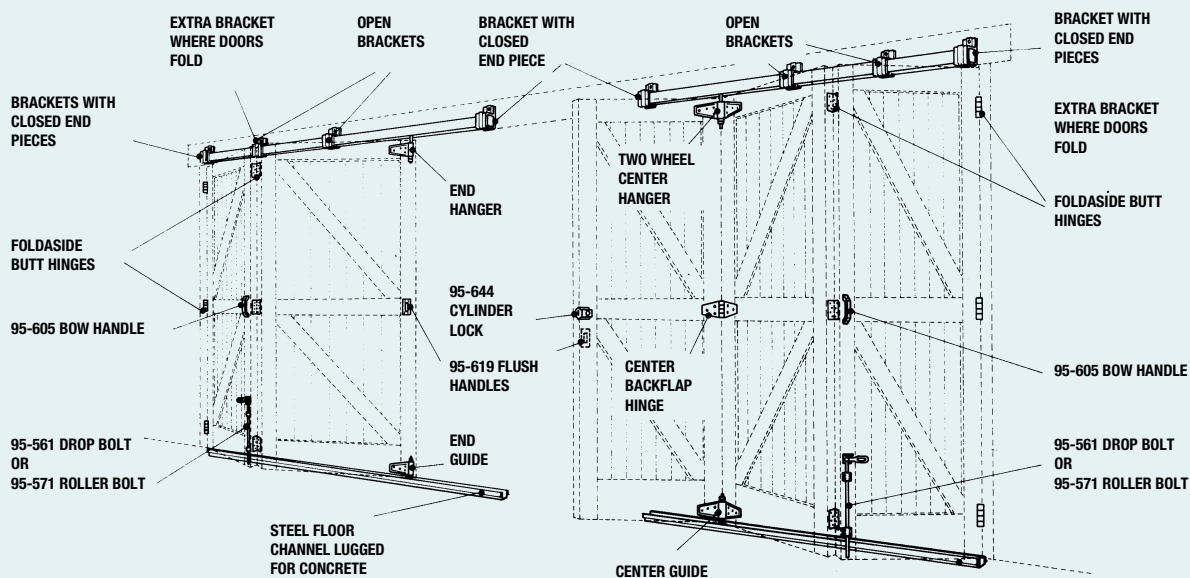 EXTRA BRACKET
WHERE DOORS
FOLD
OPEN
BRACKETS
BRACKET WITH
CLOSED
END PIECE
OPEN
BRACKETS
BRACKET WITH
CLOSED END
PIECES
BRACKETS WITH
CLOSED END
PIECES
EXTRA BRACKET
WHERE DOORS
FOLD
END
HANGER
TWO WHEEL
CENTER
HANGER
FOLDASIDE BUTT
HINGES
FOLDASIDE
BUTT HINGES
95-644
CYLINDER
LOCK
95-605 BOW HANDLE
95-619 FLUSH
HANDLES
CENTER
BACKFLAP
HINGE
95-605 BOW HANDLE
95-561 DROP BOLT
OR
95-571 ROLLER BOLT
END
GUIDE
95-561 DROP BOLT
OR
95-571 ROLLER BOLT
STEEL FLOOR
CHANNEL LUGGED
FOR CONCRETE
CENTER GUIDE